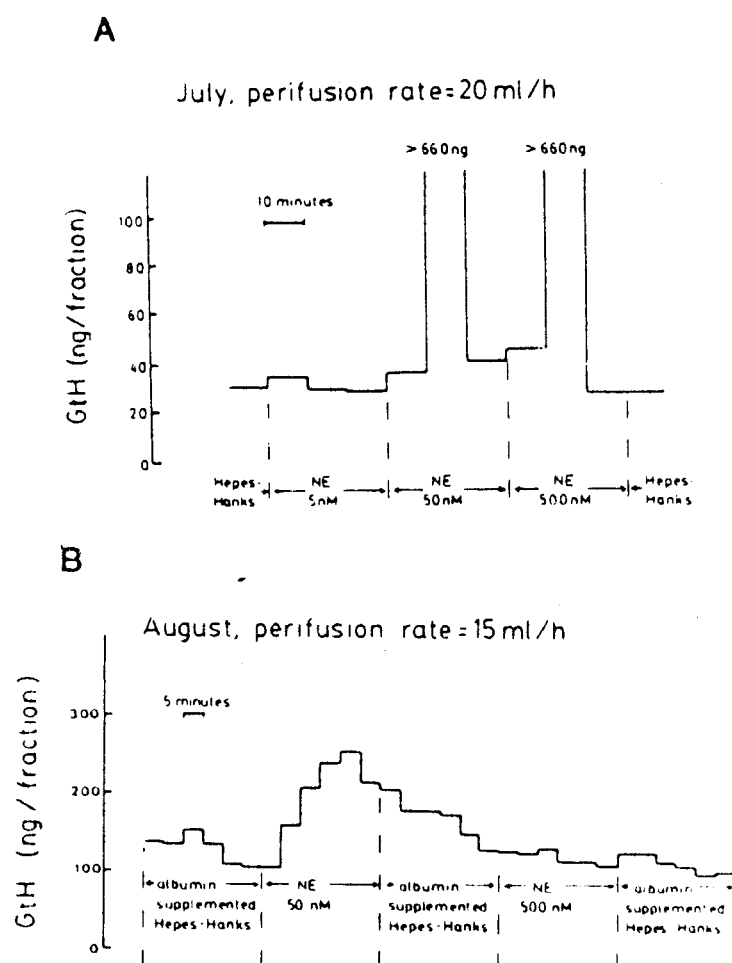 A
July, perifusion rate=20 ml/h
>660ng >660ng
10 minutes
GtH (ng/fraction)
100
80
60
40
20
0
Hepes- NE NE NE Hepes-
Hanks 5nM 50nM 500nM Hanks
B
August, perifusion rate=15 ml/h
5 minutes
GtH (ng/fraction)
300
200
100
0
albumin NE albumin NE albumin
supplemented 50 nM supplemented 500 nM supplemented
Hepes-Hanks Hepes-Hanks Hepes-Hanks